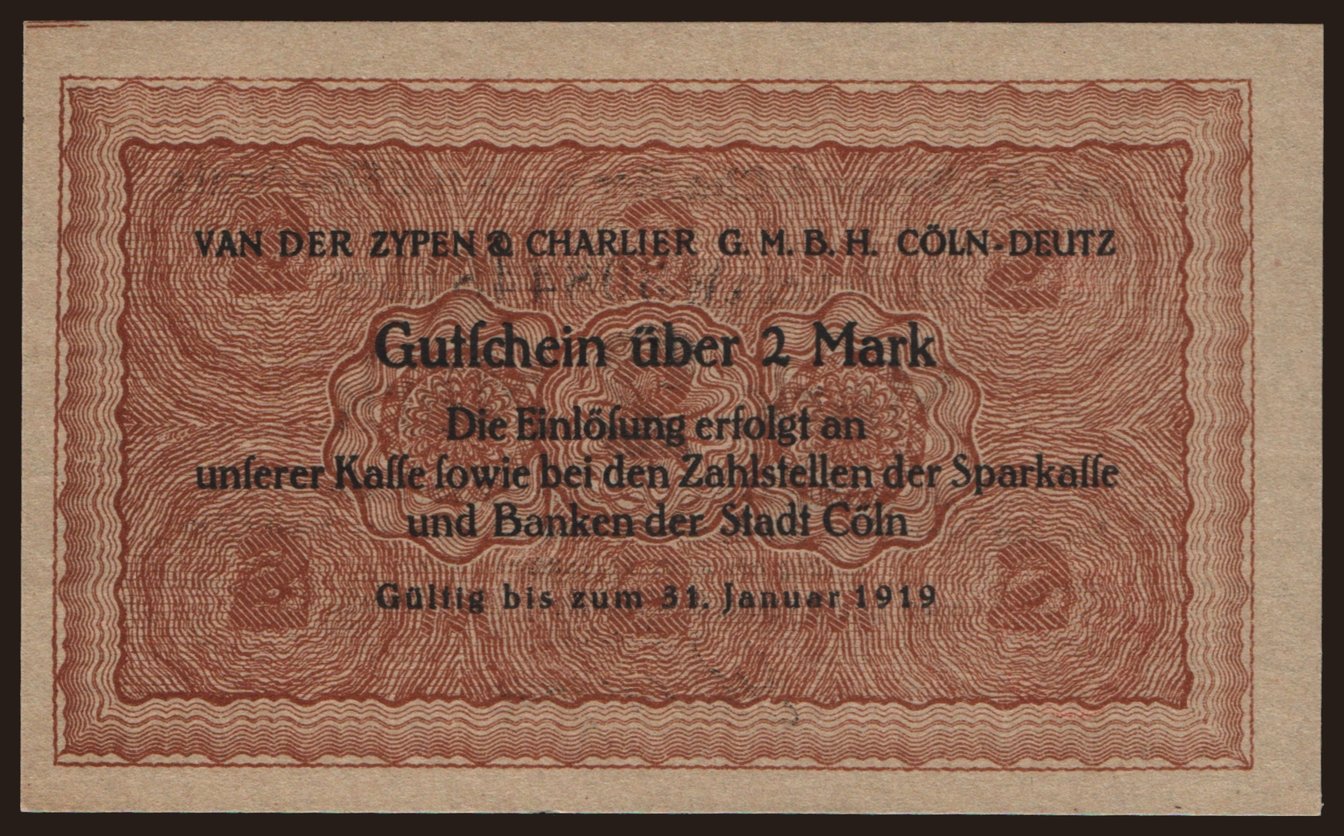 VAN DER ZYPEN & CHARLIER G. M. B. H. CÖLN-DEUTZ
Gutſchein über 2 Mark
Die Einlöſung erfolgt an
unſerer Kaſſe ſowie bei den Zahlstellen der Sparkaſſe
und Banken der Stadt Cöln
Gültig bis zum 31. Januar 1919